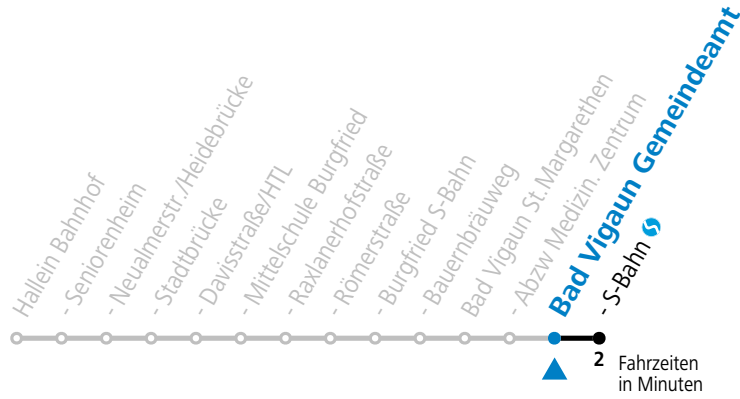 Hallein Bahnhof
- Seniorenheim
- Neualmerstr./Heidebrücke
- Stadtbrücke
- Davisstraße/HTL
- Mittelschule Burgfried
- Raxlanerhofstraße
- Römerstraße
- Burgfried S-Bahn
- Bauernbräuweg
Bad Vigaun St.Margarethen
- Abzw Medizin. Zentrum
Bad Vigaun Gemeindeamt
- S-Bahn
2
Fahrzeiten
in Minuten